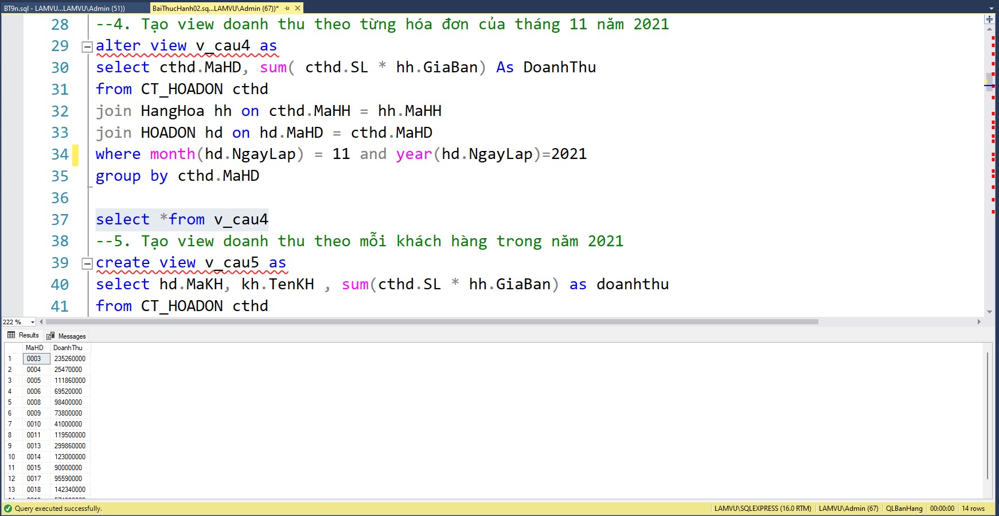 BT9n.sql - LAMVU...LAMVU\Admin (51))
BaiThucHanh02.sq...LAMVU\Admin (67))*
28 --4. Tạo view doanh thu theo từng hóa đơn của tháng 11 năm 2021
29 alter view v_cau4 as
30 select cthd.MaHD, sum( cthd.SL * hh.GiaBan) As DoanhThu
31 from CT_HOADON cthd
32 join HangHoa hh on cthd.MaHH = hh.MaHH
33 join HOADON hd on hd.MaHD = cthd.MaHD
34 where month(hd.NgayLap) = 11 and year(hd.NgayLap)=2021
35 group by cthd.MaHD
36
37 select *from v_cau4
38 --5. Tạo view doanh thu theo mỗi khách hàng trong năm 2021
39 create view v_cau5 as
40 select hd.MaKH, kh.TenKH , sum(cthd.SL * hh.GiaBan) as doanhthu
41 from CT_HOADON cthd
222 %
Results Messages
MaHD DoanhThu
1 0003 235260000
2 0004 25470000
3 0005 111860000
4 0006 69520000
5 0008 98400000
6 0009 73800000
7 0010 41000000
8 0011 119500000
9 0013 299860000
10 0014 123000000
11 0015 90000000
12 0017 95590000
13 0018 142340000
Query executed successfully.
LAMVU\SQLEXPRESS (16.0 RTM) LAMVU\Admin (67) QLBanHang 00:00:00 14 rows